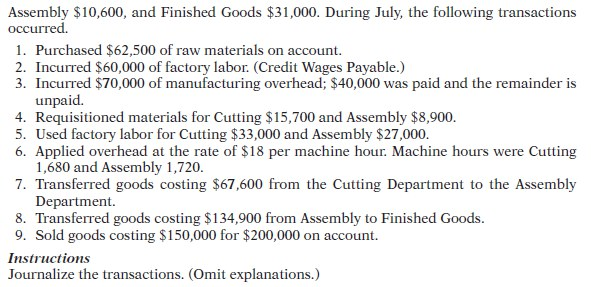 Assembly $10,600, and Finished Goods $31,000. During July, the following transactions
occurred.
1. Purchased $62,500 of raw materials on account.
2. Incurred $60,000 of factory labor. (Credit Wages Payable.)
3. Incurred $70,000 of manufacturing overhead; $40,000 was paid and the remainder is
unpaid.
4. Requisitioned materials for Cutting $15,700 and Assembly $8,900.
5. Used factory labor for Cutting $33,000 and Assembly $27,000.
6. Applied overhead at the rate of $18 per machine hour. Machine hours were Cutting
1,680 and Assembly 1,720.
7. Transferred goods costing $67,600 from the Cutting Department to the Assembly
Department.
8. Transferred goods costing $134,900 from Assembly to Finished Goods.
9. Sold goods costing $150,000 for $200,000 on account.
Instructions
Journalize the transactions. (Omit explanations.)